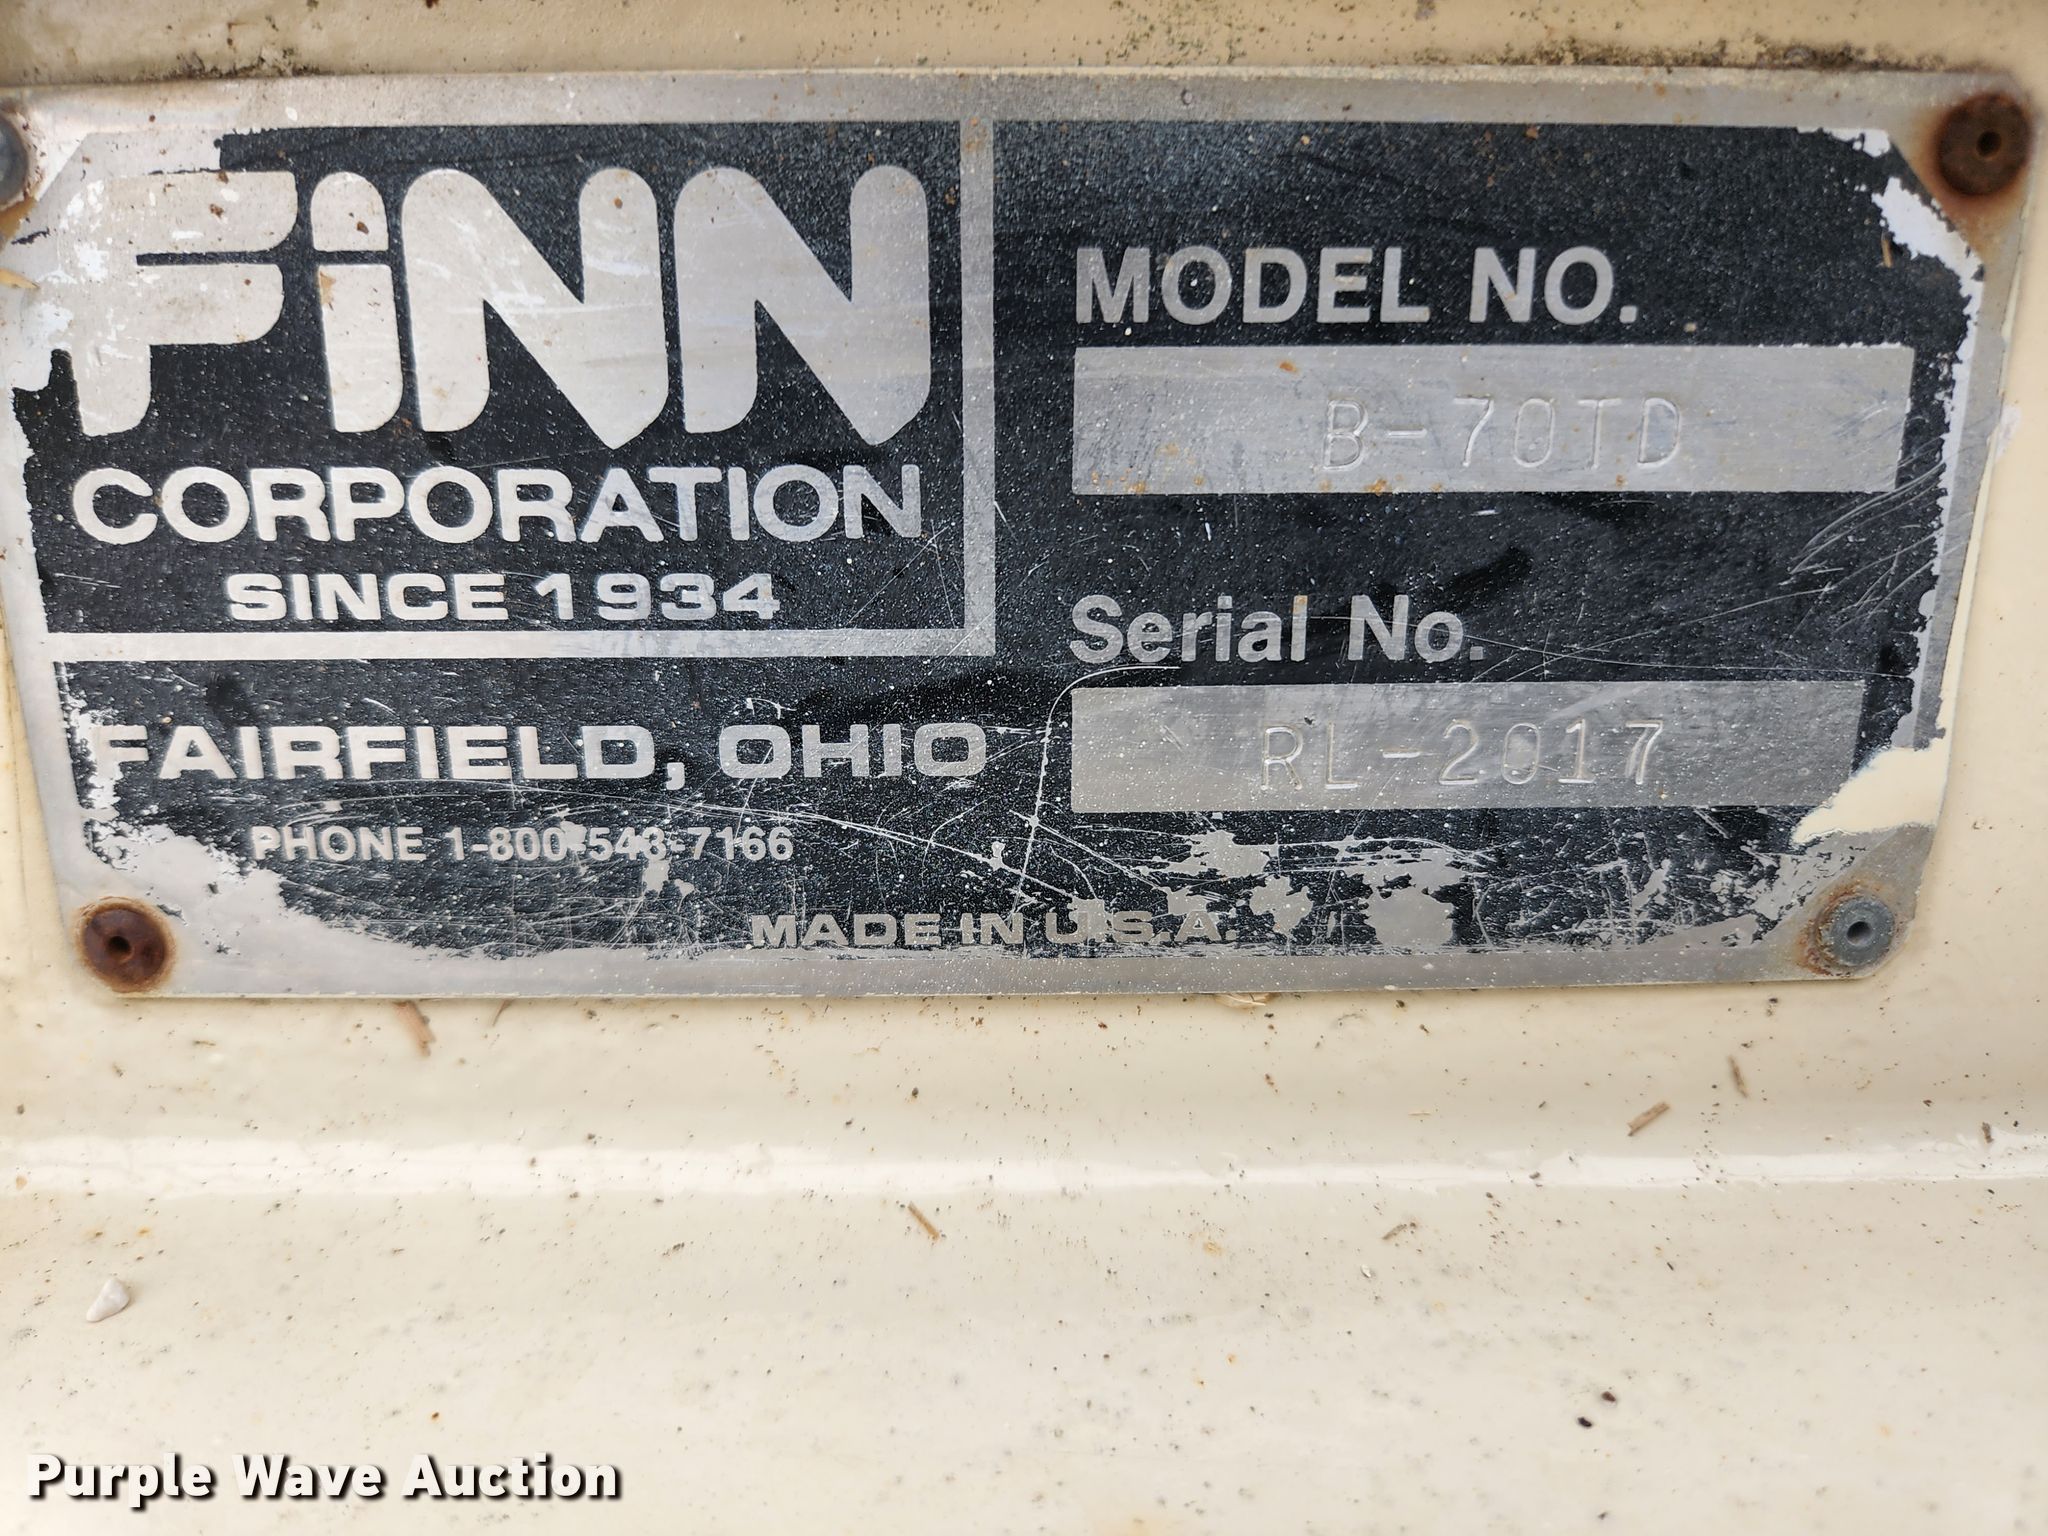 FiNN
CORPORATION
SINCE 1934
FAIRFIELD, OHIO
PHONE 1-800-543-7166
MADE IN U.S.A.
MODEL NO.
B-70TD
Serial No.
RL-2017
Purple Wave Auction